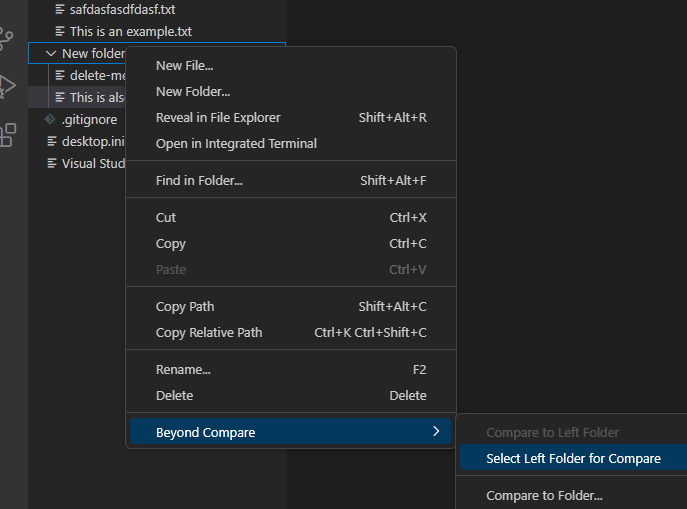 safdasfasdfdasf.txt
This is an example.txt
New folder
delete-me
This is als
.gitignore
desktop.ini
Visual Stud
New File...
New Folder...
Reveal in File Explorer Shift+Alt+R
Open in Integrated Terminal
Find in Folder... Shift+Alt+F
Cut Ctrl+X
Copy Ctrl+C
Paste Ctrl+V
Copy Path Shift+Alt+C
Copy Relative Path Ctrl+K Ctrl+Shift+C
Rename... F2
Delete Delete
Beyond Compare
Compare to Left Folder
Select Left Folder for Compare
Compare to Folder...